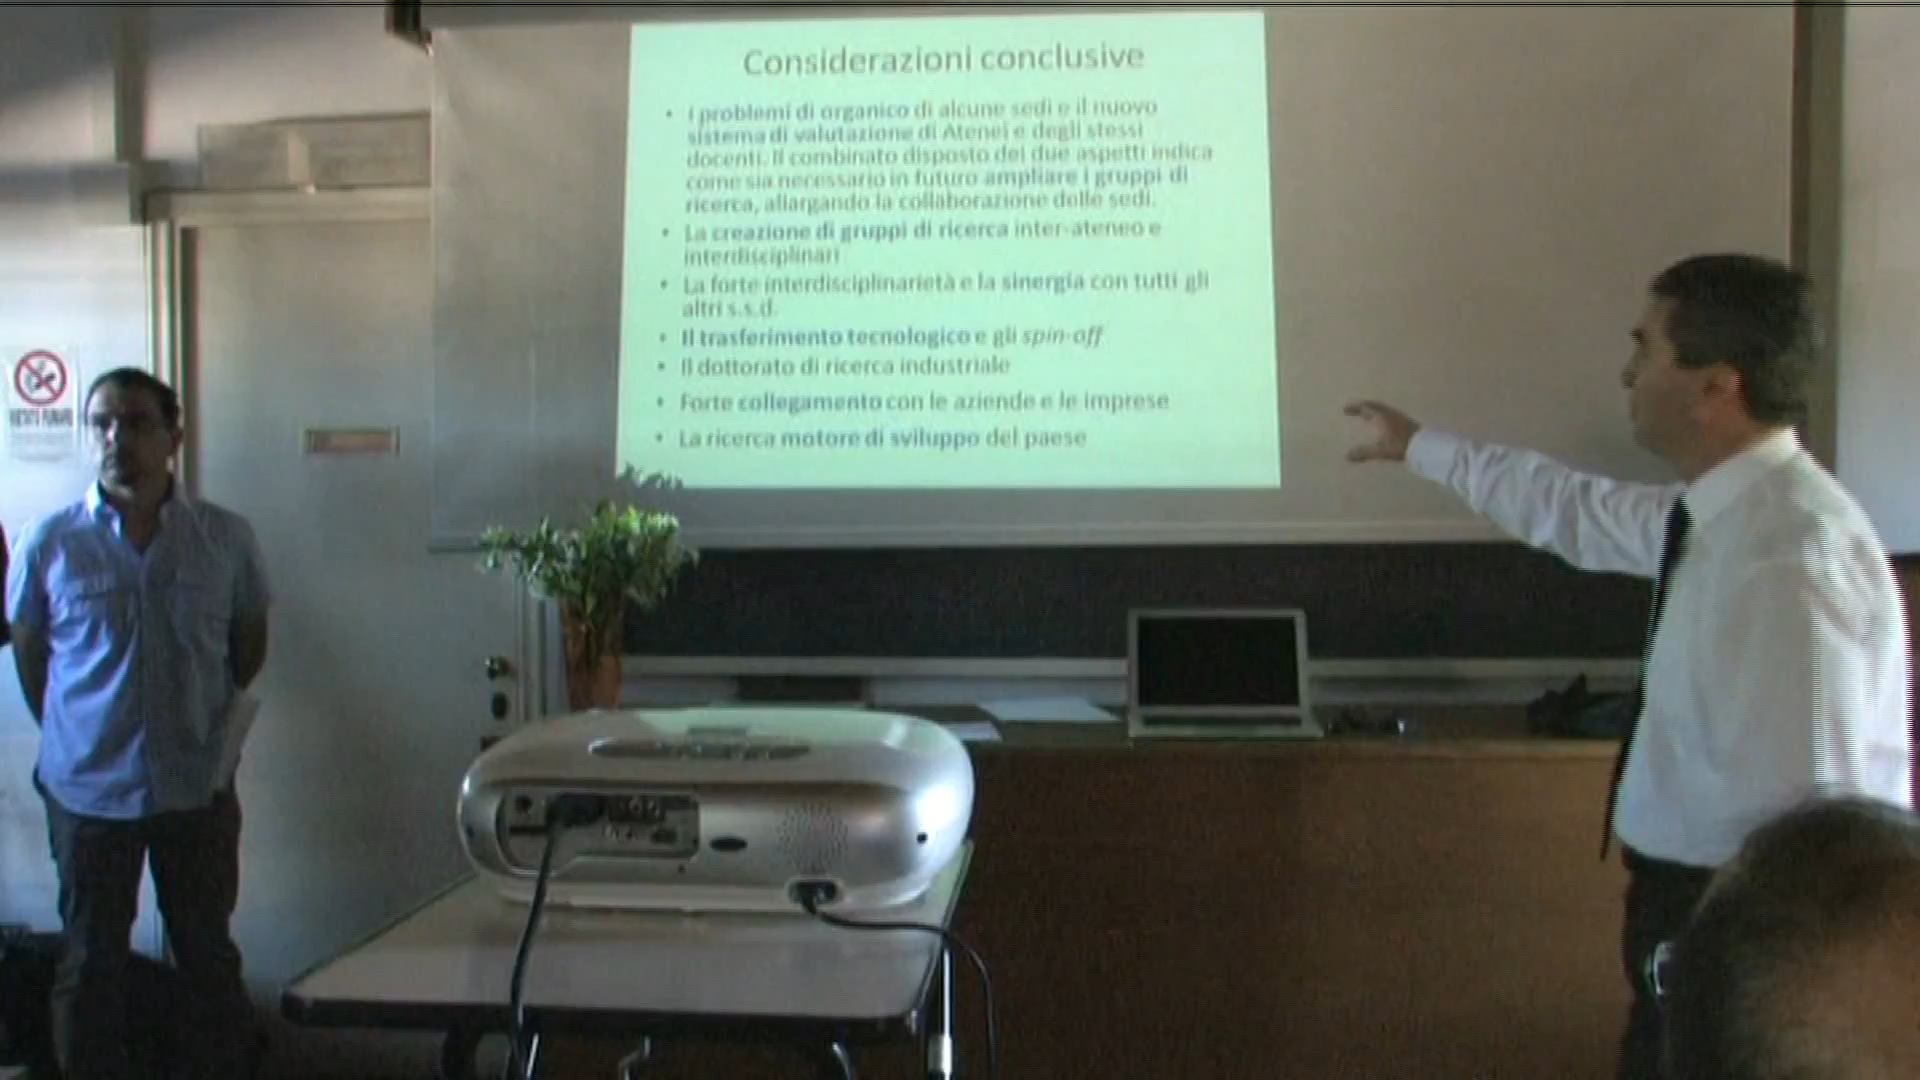 Considerazioni conclusive
• I problemi di organico di alcune sedi e il nuovo
sistema di valutazione di Atenei e degli stessi
docenti. Il combinato disposto dei due aspetti indica
come sia necessario in futuro ampliare i gruppi di
ricerca, allargando la collaborazione delle sedi.
• La creazione di gruppi di ricerca inter-ateneo e
interdisciplinari
• La forte interdisciplinarietà e la sinergia con tutti gli
altri s.s.d.
• Il trasferimento tecnologico e gli spin-off
• Il dottorato di ricerca industriale
• Forte collegamento con le aziende e le imprese
• La ricerca motore di sviluppo del paese
VIETATO FUMARE